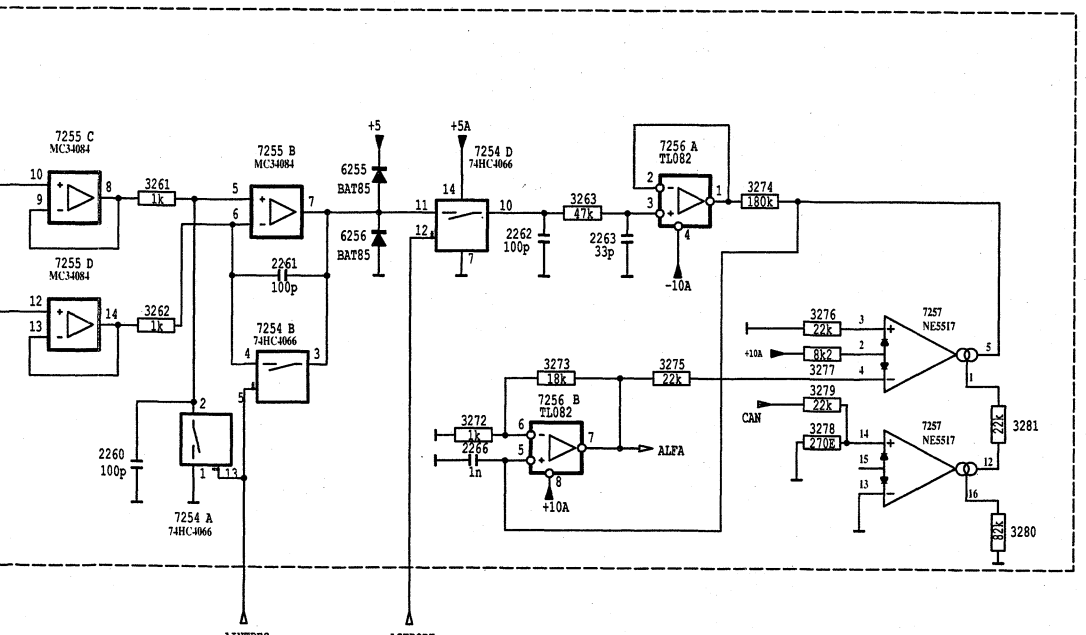 +5
+5A
7255 C
MC34084
10
9
8
3261
1k
7255 B
MC34084
5
6
7
6255
BAT85
6256
BAT85
7254 D
74HC4066
14
11
12
10
7
2262
100p
3263
47k
2263
33p
7256 A
TL082
2
3
1
4
-10A
3274
180k
7255 D
MC34084
12
13
14
3262
1k
2261
100p
7254 B
74HC4066
4
3
5
2
2260
100p
1
13
7254 A
74HC4066
3273
18k
3275
22k
7256 B
TL082
3272
1k
2266
1n
6
5
7
8
+10A
ALFA
3276
22k
3
+10A
8k2
2
3277
4
7257
NE5517
5
1
CAN
3279
22k
3278
270E
14
15
13
7257
NE5517
12
16
22k
3281
82k
3280